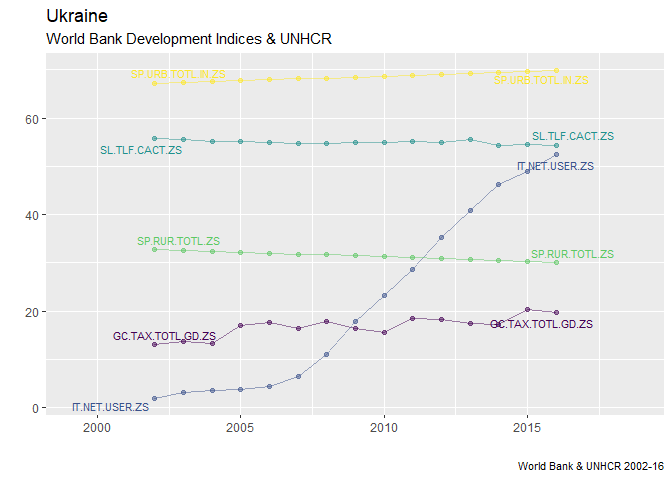 Ukraine
World Bank Development Indices & UNHCR
SP.URB.TOTL.IN.ZS
SP.URB.TOTL.IN.ZS
60
SL.TLF.CACT.ZS
SL.TLF.CACT.ZS
IT.NET.USER.ZS
40
SP.RUR.TOTL.ZS
SP.RUR.TOTL.ZS
20
GC.TAX.TOTL.GD.ZS
GC.TAX.TOTL.GD.ZS
IT.NET.USER.ZS
0
2000 2005 2010 2015
World Bank & UNHCR 2002-16